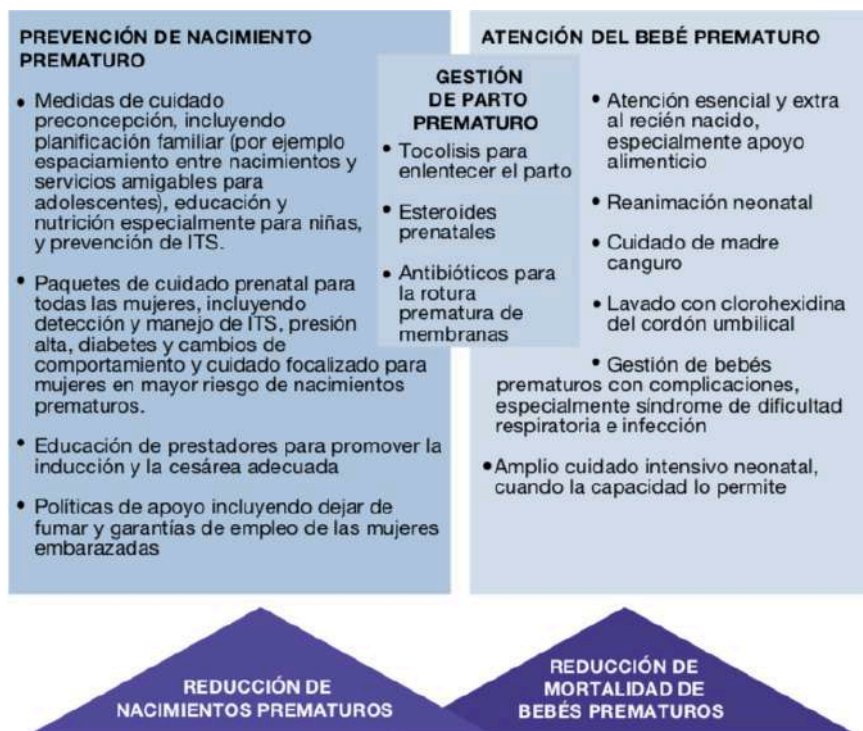 PREVENCIÓN DE NACIMIENTO
PREMATURO
• Medidas de cuidado
preconcepción, incluyendo
planificación familiar (por ejemplo
espaciamiento entre nacimientos y
servicios amigables para
adolescentes), educación y
nutrición especialmente para niñas,
y prevención de ITS.
• Paquetes de cuidado prenatal para
todas las mujeres, incluyendo
detección y manejo de ITS, presión
alta, diabetes y cambios de
comportamiento y cuidado focalizado para
mujeres en mayor riesgo de nacimientos
prematuros.
• Educación de prestadores para promover la
inducción y la cesárea adecuada
• Políticas de apoyo incluyendo dejar de
fumar y garantías de empleo de las mujeres
embarazadas
GESTIÓN
DE PARTO
PREMATURO
• Tocolisis para
enlentecer el parto
• Esteroides
prenatales
• Antibióticos para
la rotura
prematura de
membranas
ATENCIÓN DEL BEBÉ PREMATURO
• Atención esencial y extra
al recién nacido,
especialmente apoyo
alimenticio
• Reanimación neonatal
• Cuidado de madre
canguro
• Lavado con clorohexidina
del cordón umbilical
• Gestión de bebés
prematuros con complicaciones,
especialmente síndrome de dificultad
respiratoria e infección
• Amplio cuidado intensivo neonatal,
cuando la capacidad lo permite
REDUCCIÓN DE
NACIMIENTOS PREMATUROS
REDUCCIÓN DE
MORTALIDAD DE
BEBÉS PREMATUROS